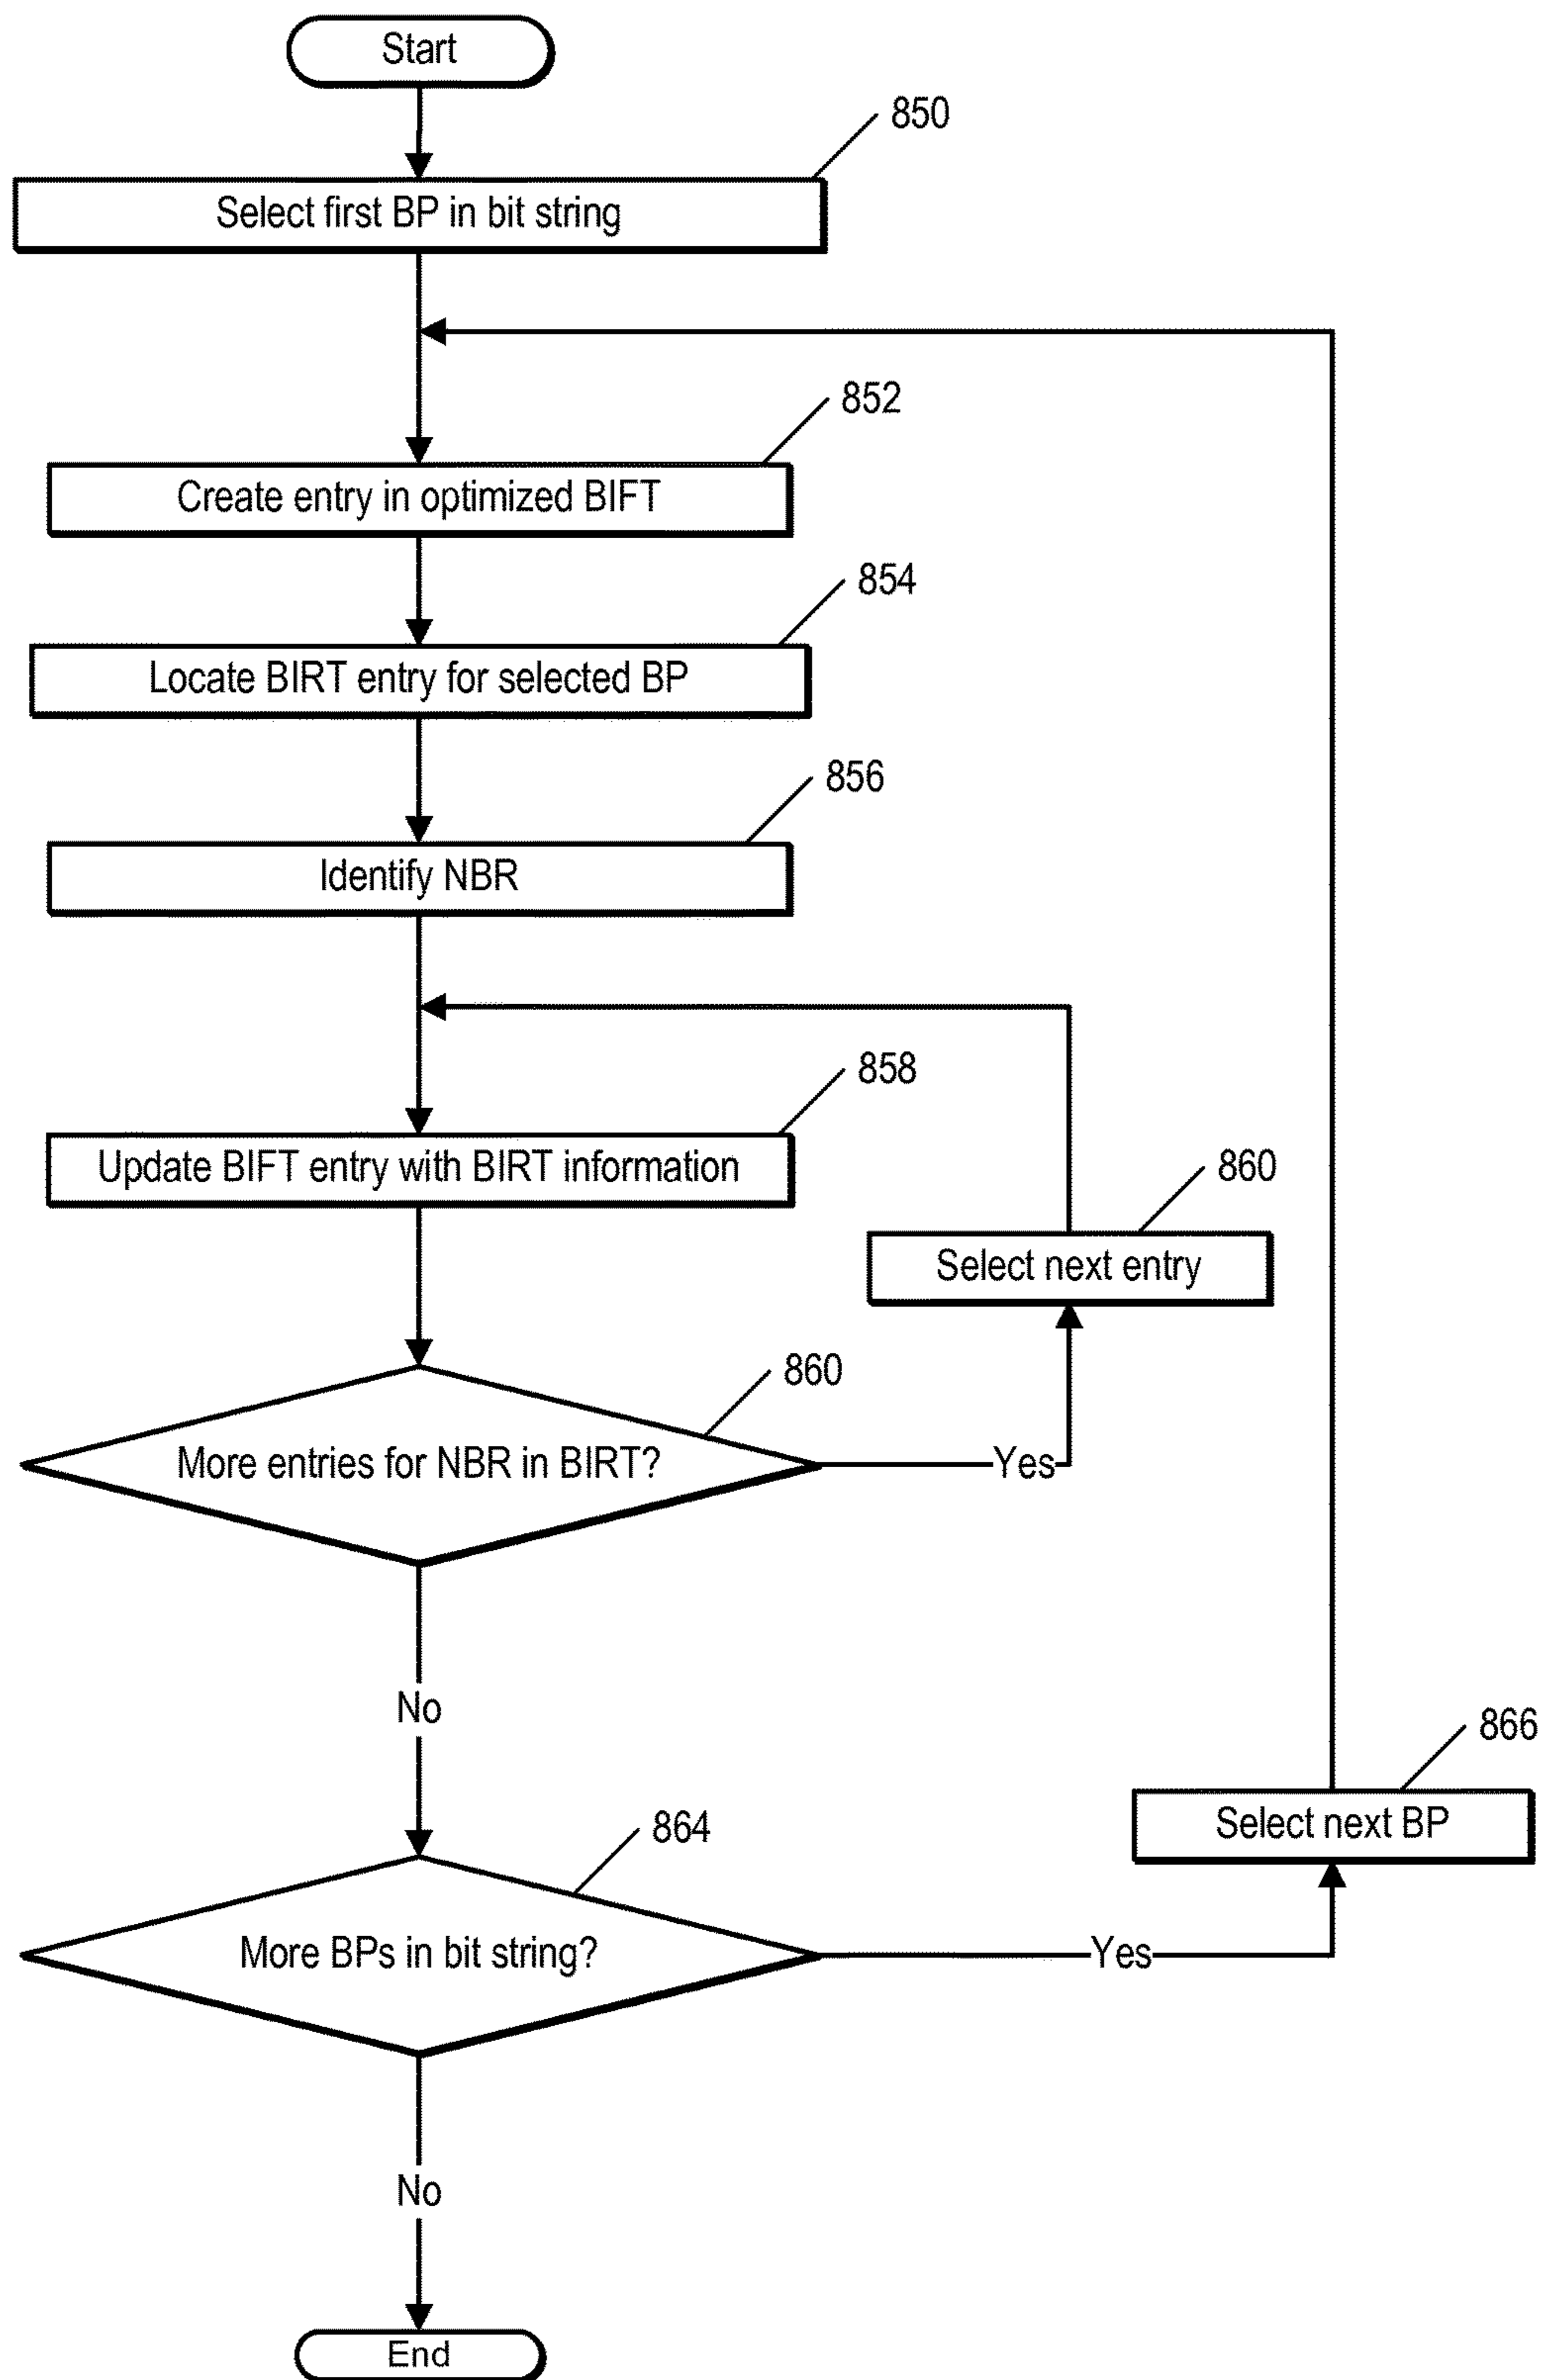 Start
850
Select first BP in bit string
852
Create entry in optimized BIFT
854
Locate BIRT entry for selected BP
856
Identify NBR
858
Update BIFT entry with BIRT information
860
Select next entry
860
More entries for NBR in BIRT?
Yes
No
866
Select next BP
864
More BPs in bit string?
Yes
No
End